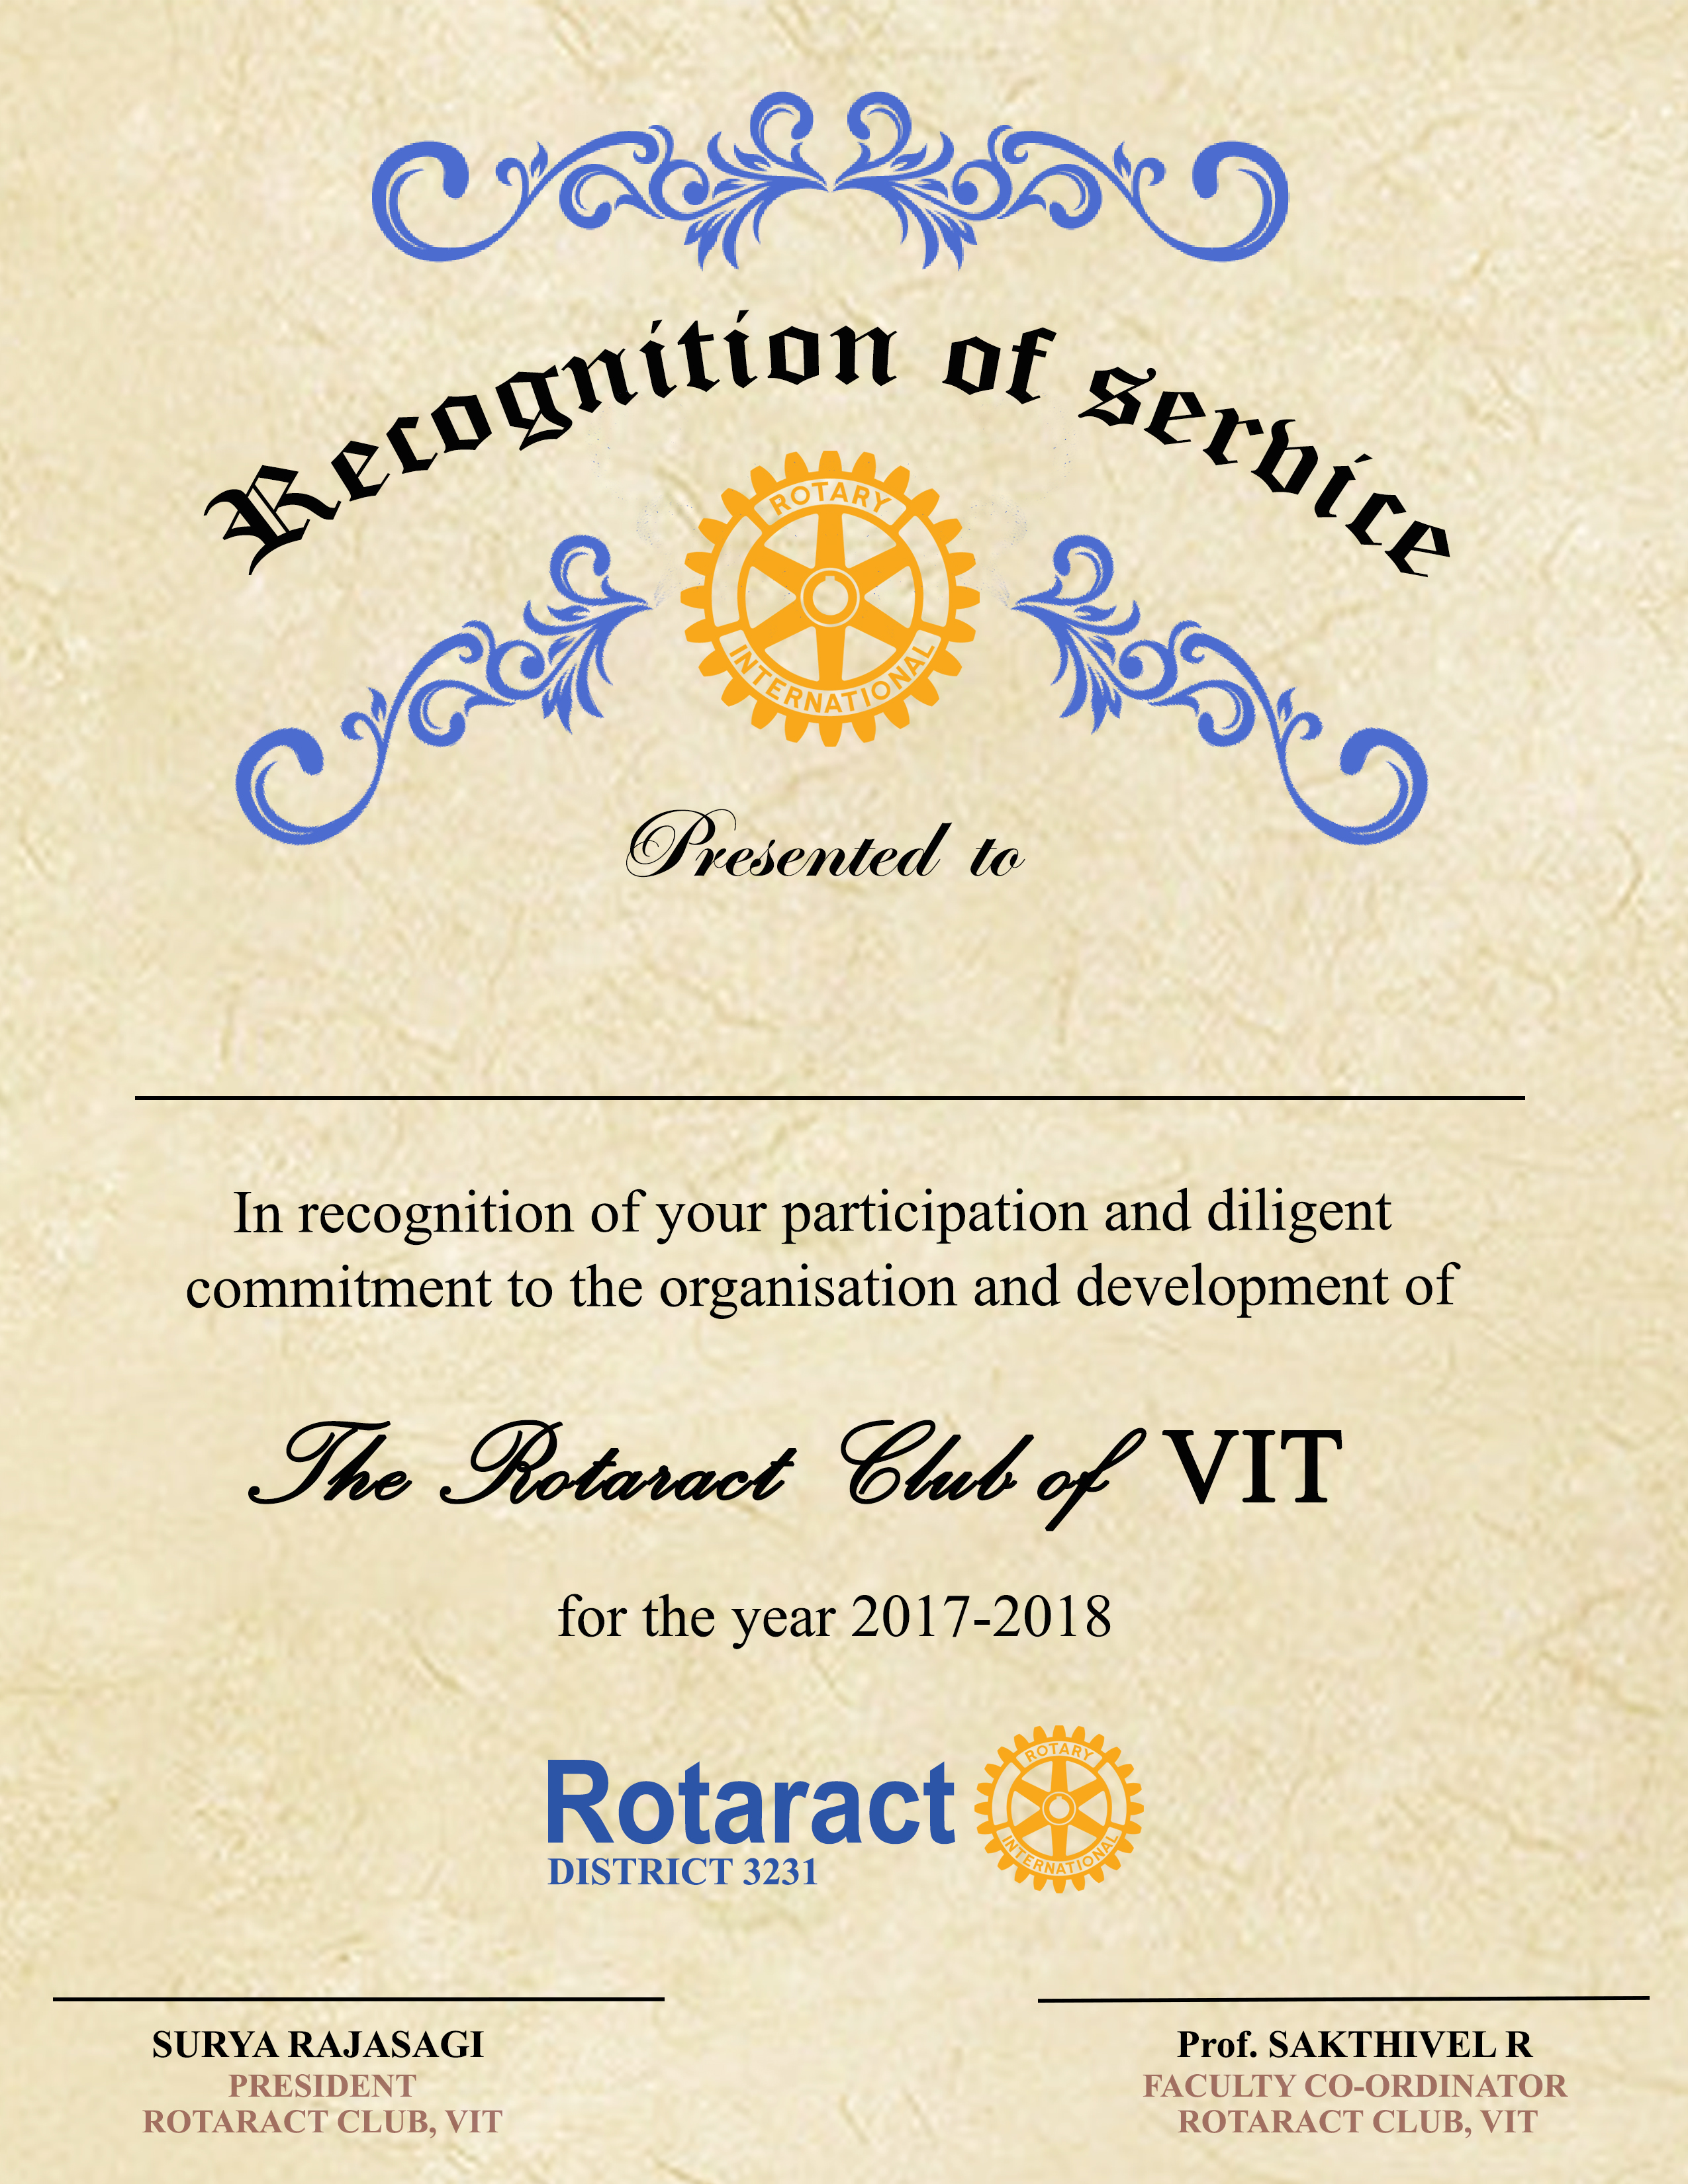 Recognition of service
ROTARY
INTERNATIONAL
Presented to
In recognition of your participation and diligent
commitment to the organisation and development of
The Rotaract Club of VIT
for the year 2017-2018
Rotaract
DISTRICT 3231
ROTARY
INTERNATIONAL
SURYA RAJASAGI
PRESIDENT
ROTARACT CLUB, VIT
Prof. SAKTHIVEL R
FACULTY CO-ORDINATOR
ROTARACT CLUB, VIT